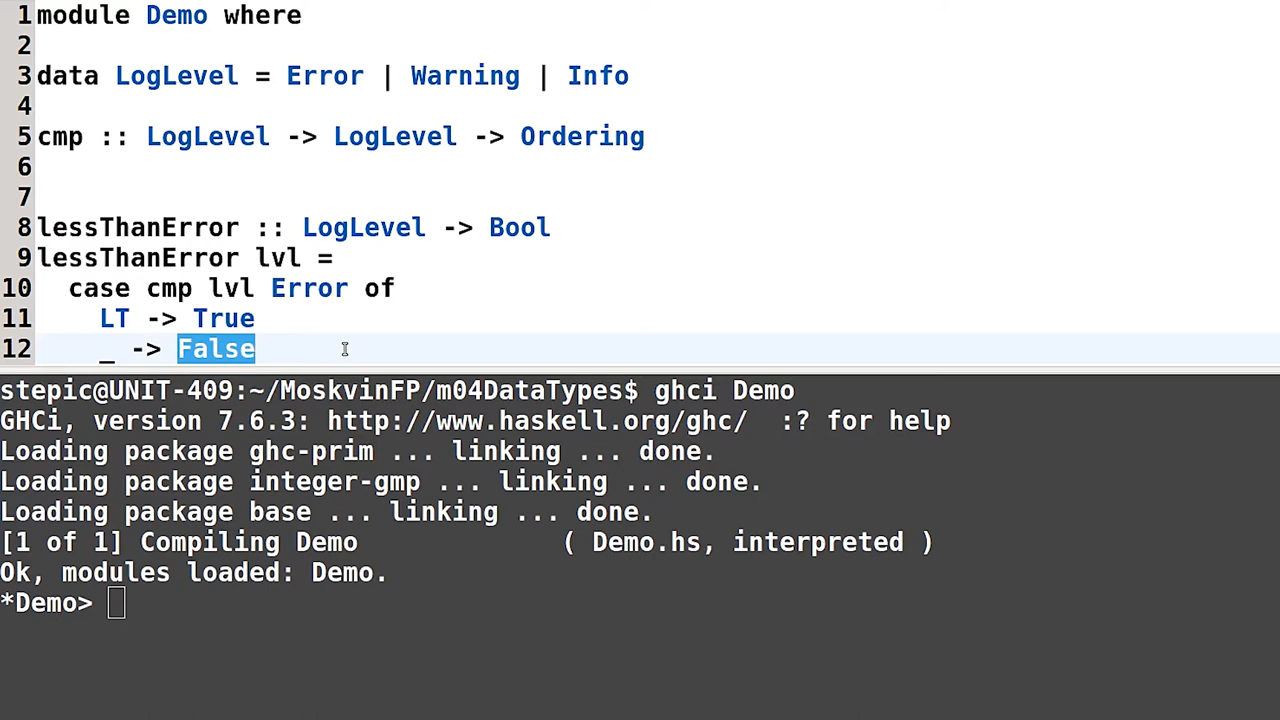 1 module Demo where
2
3 data LogLevel = Error | Warning | Info
4
5 cmp :: LogLevel -> LogLevel -> Ordering
6
7
8 lessThanError :: LogLevel -> Bool
9 lessThanError lvl =
10   case cmp lvl Error of
11     LT -> True
12     _ -> False
stepic@UNIT-409:~/MoskvinFP/m04DataTypes$ ghci Demo
GHCi, version 7.6.3: http://www.haskell.org/ghc/  :? for help
Loading package ghc-prim ... linking ... done.
Loading package integer-gmp ... linking ... done.
Loading package base ... linking ... done.
[1 of 1] Compiling Demo             ( Demo.hs, interpreted )
Ok, modules loaded: Demo.
*Demo>